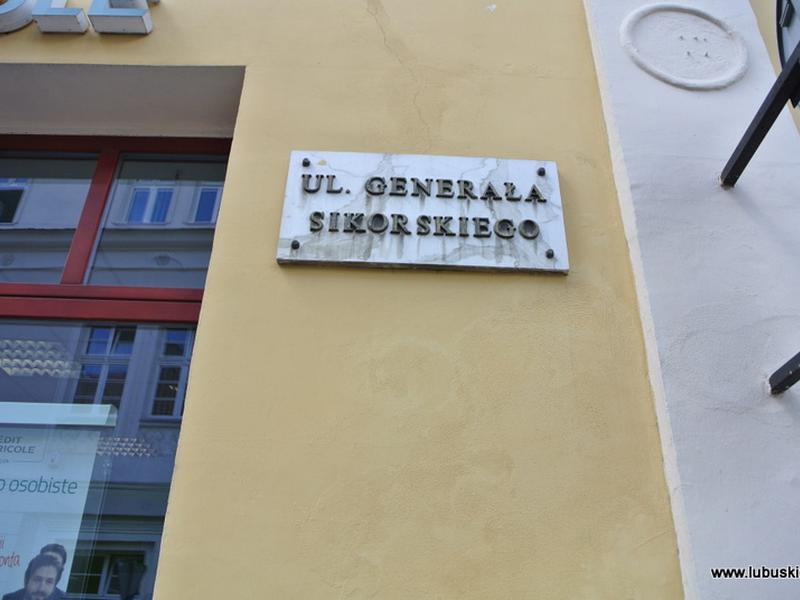 UL. GENERAŁA
SIKORSKIEGO
osobiste
www.lubuski